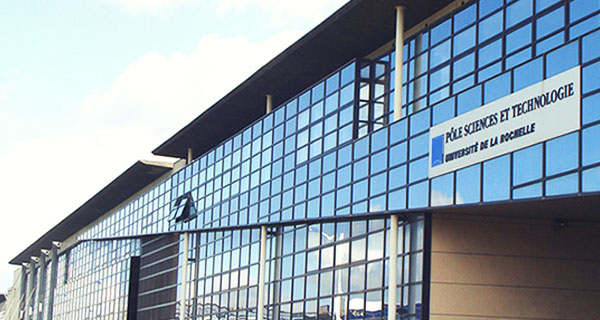 PÔLE SCIENCES ET TECHNOLOGIE
UNIVERSITÉ DE LA ROCHELLE